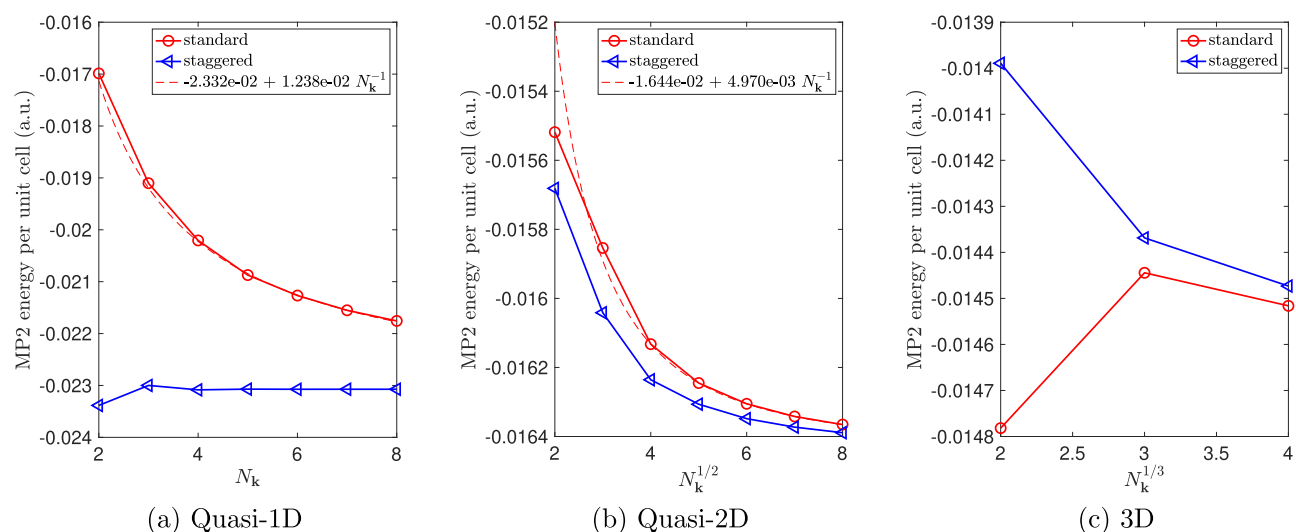 -0.016
-0.017
-0.018
-0.019
-0.02
-0.021
-0.022
-0.023
-0.024
MP2 energy per unit cell (a.u.)
standard
staggered
-2.332e-02 + 1.238e-02 N_k^{-1}
2 4 6 8
N_k
(a) Quasi-1D
-0.0152
-0.0154
-0.0156
-0.0158
-0.016
-0.0162
-0.0164
MP2 energy per unit cell (a.u.)
standard
staggered
-1.644e-02 + 4.970e-03 N_k^{-1}
2 4 6 8
N_k^{1/2}
(b) Quasi-2D
-0.0139
-0.014
-0.0141
-0.0142
-0.0143
-0.0144
-0.0145
-0.0146
-0.0147
-0.0148
MP2 energy per unit cell (a.u.)
standard
staggered
2 2.5 3 3.5 4
N_k^{1/3}
(c) 3D